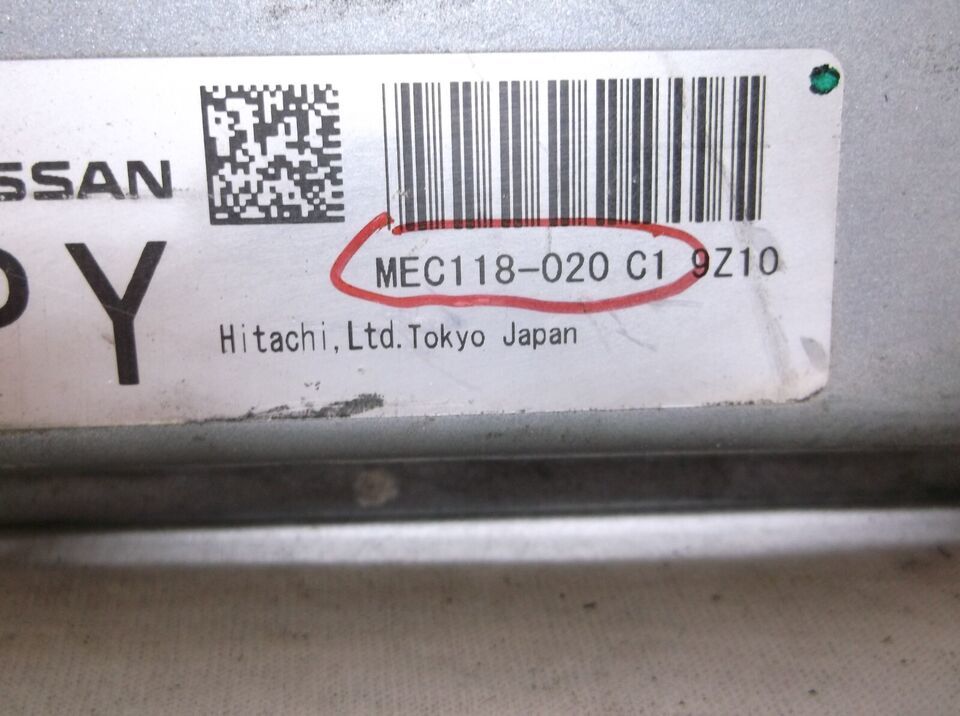 SSAN
PY
MEC118-020 C1 9Z10
Hitachi,Ltd.Tokyo Japan